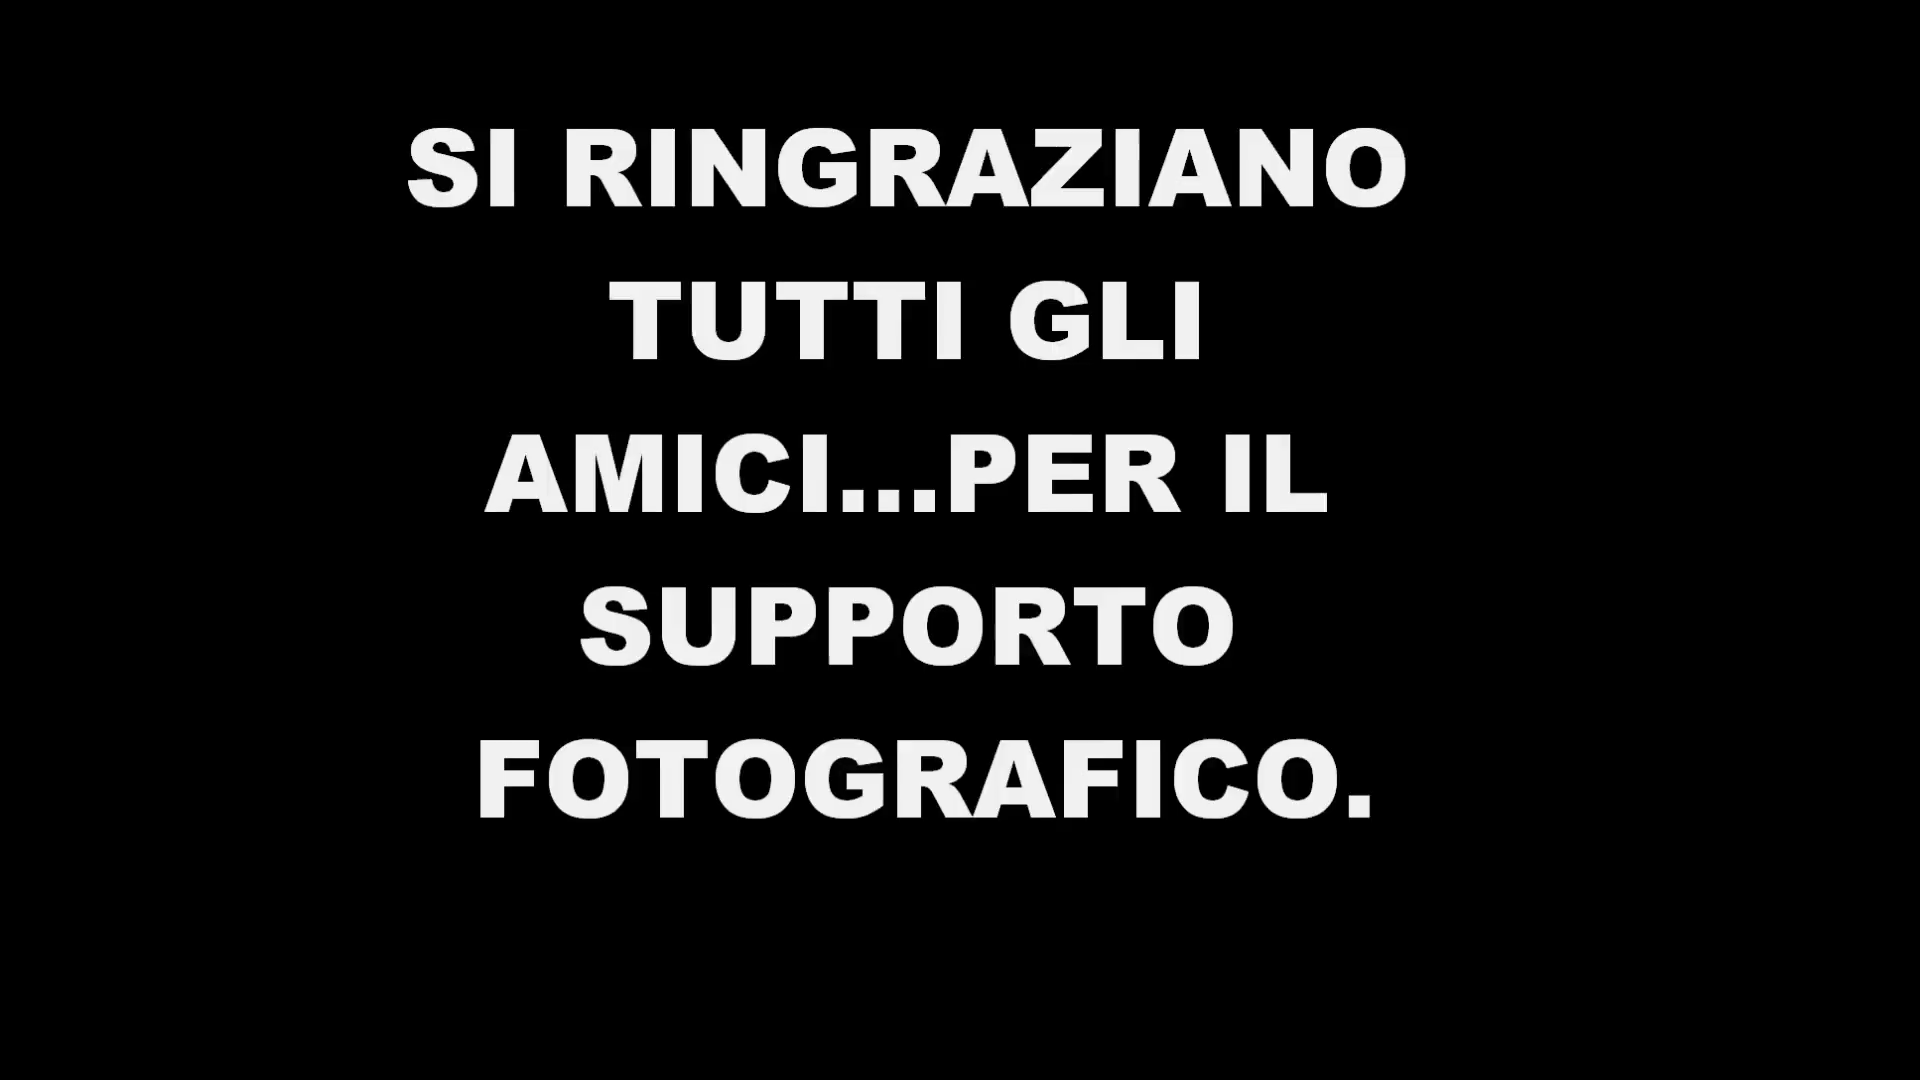 SI RINGRAZIANO
TUTTI GLI
AMICI...PER IL
SUPPORTO
FOTOGRAFICO.